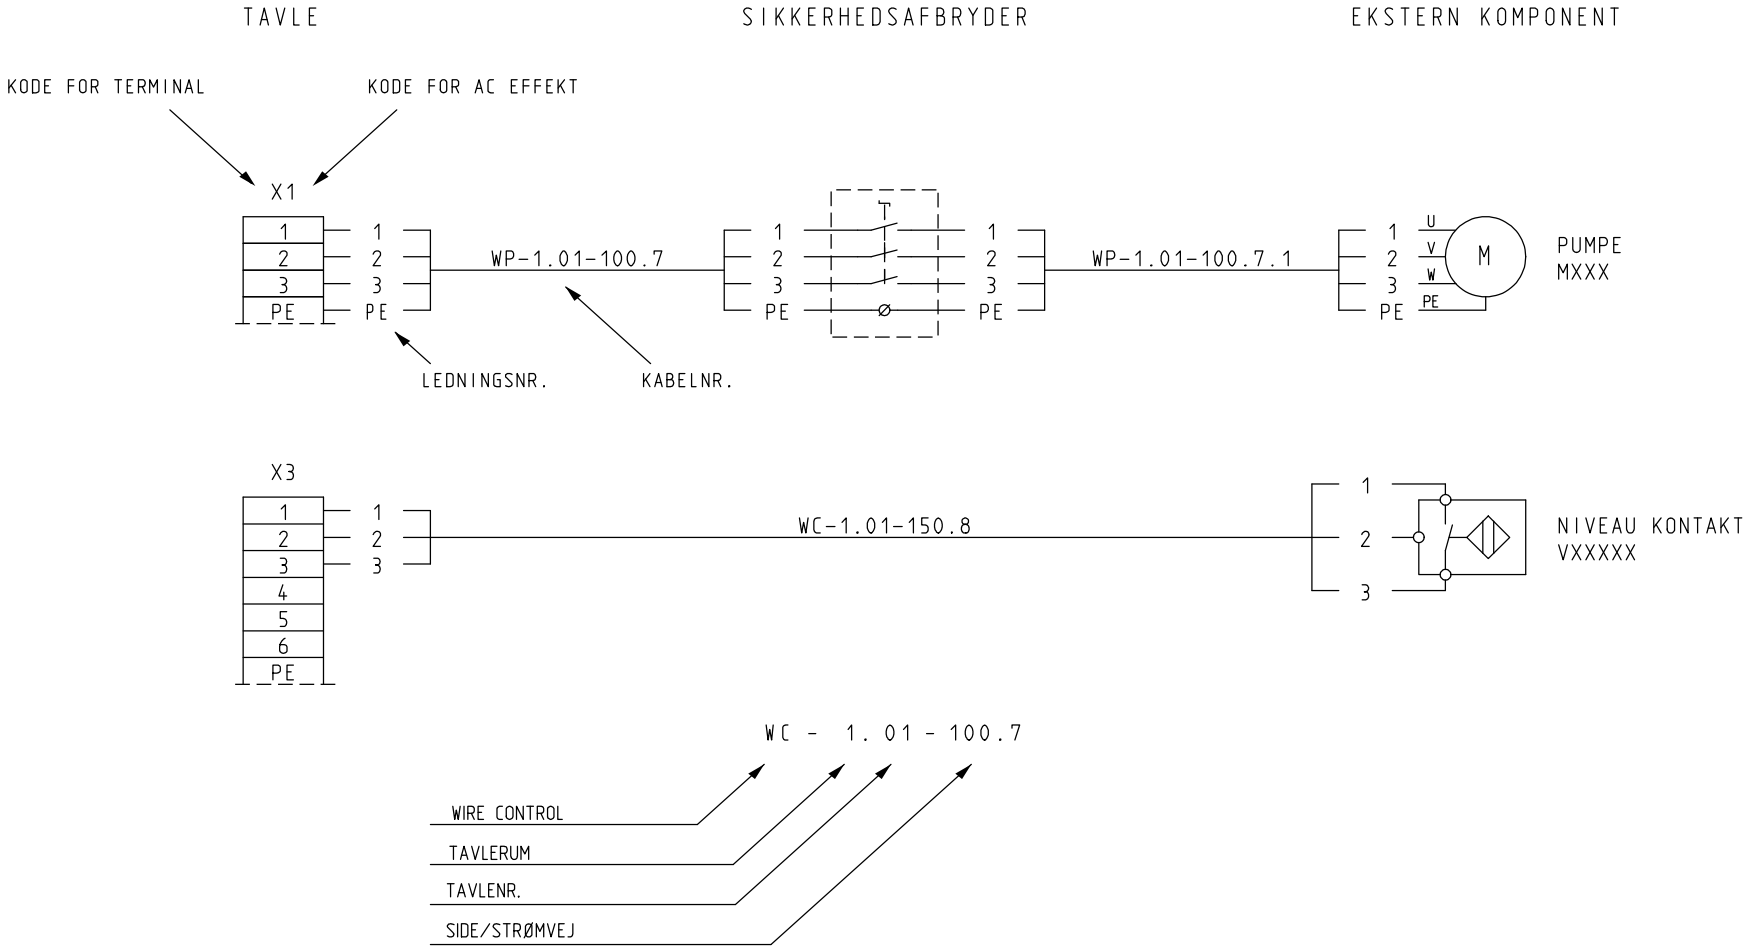 TAVLE
SIKKERHEDSAFBRYDER
EKSTERN KOMPONENT
KODE FOR TERMINAL
KODE FOR AC EFFEKT
X1
1 1
2 2
3 3
PE PE
WP-1.01-100.7
1 1
2 2
3 3
PE PE
WP-1.01-100.7.1
1 U
2 V
3 W
PE PE
M
PUMPE
MXXX
LEDNINGSNR.
KABELNR.
X3
1 1
2 2
3 3
4
5
6
PE
WC-1.01-150.8
1
2
3
NIVEAU KONTAKT
VXXXXX
WC - 1. 01 - 100.7
WIRE CONTROL
TAVLERUM
TAVLENR.
SIDE/STRØMVEJ